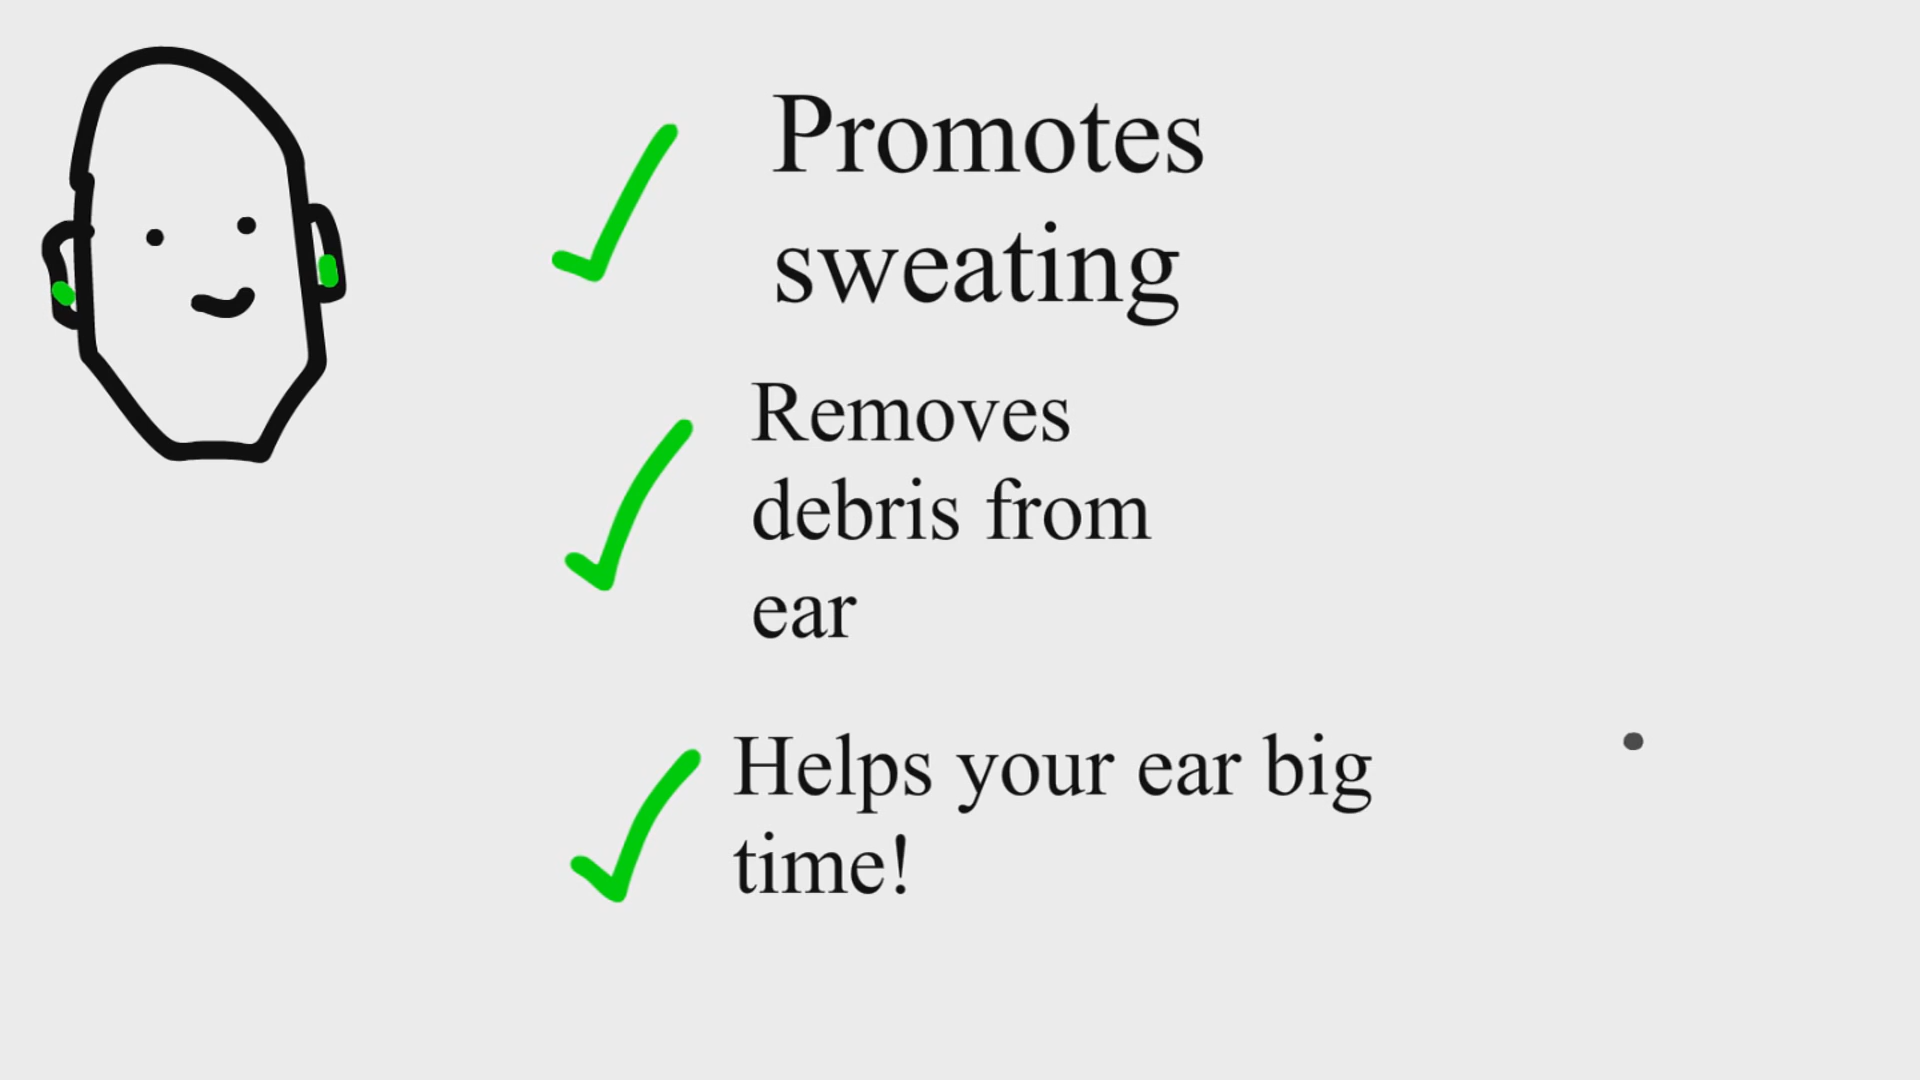 Promotes
sweating
Removes
debris from
ear
Helps your ear big
time!